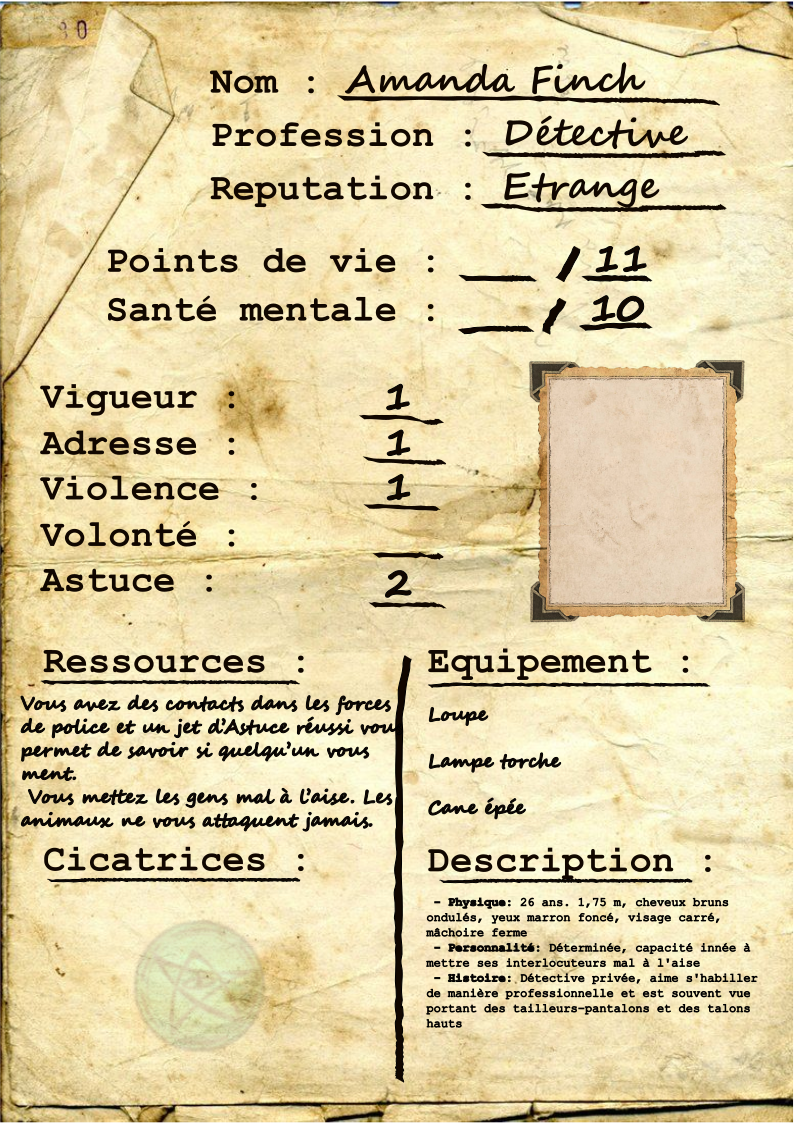 Nom : Amanda Finch
Profession : Détective
Reputation : Etrange
Points de vie : ___ / 11
Santé mentale : ___ / 10
Vigueur : 1
Adresse : 1
Violence : 1
Volonté : ___
Astuce : 2
Ressources :
Vous avez des contacts dans les forces
de police et un jet d'Astuce réussi vou
permet de savoir si quelqu'un vous
ment.
Vous mettez les gens mal à l'aise. Les
animaux ne vous attaquent jamais.
Cicatrices :
Equipement :
Loupe
Lampe torche
Cane épée
Description :
- Physique: 26 ans. 1,75 m, cheveux bruns
ondulés, yeux marron foncé, visage carré,
mâchoire ferme
- Personnalité: Déterminée, capacité innée à
mettre ses interlocuteurs mal à l'aise
- Histoire: Détective privée, aime s'habiller
de manière professionnelle et est souvent vue
portant des tailleurs-pantalons et des talons
hauts